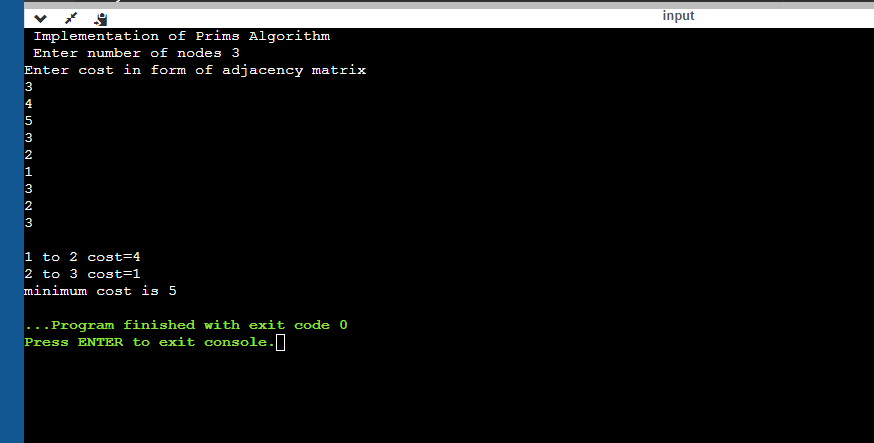 input
Implementation of Prims Algorithm
Enter number of nodes 3
Enter cost in form of adjacency matrix
3
4
5
3
2
1
3
2
3
1 to 2 cost=4
2 to 3 cost=1
minimum cost is 5
...Program finished with exit code 0
Press ENTER to exit console.